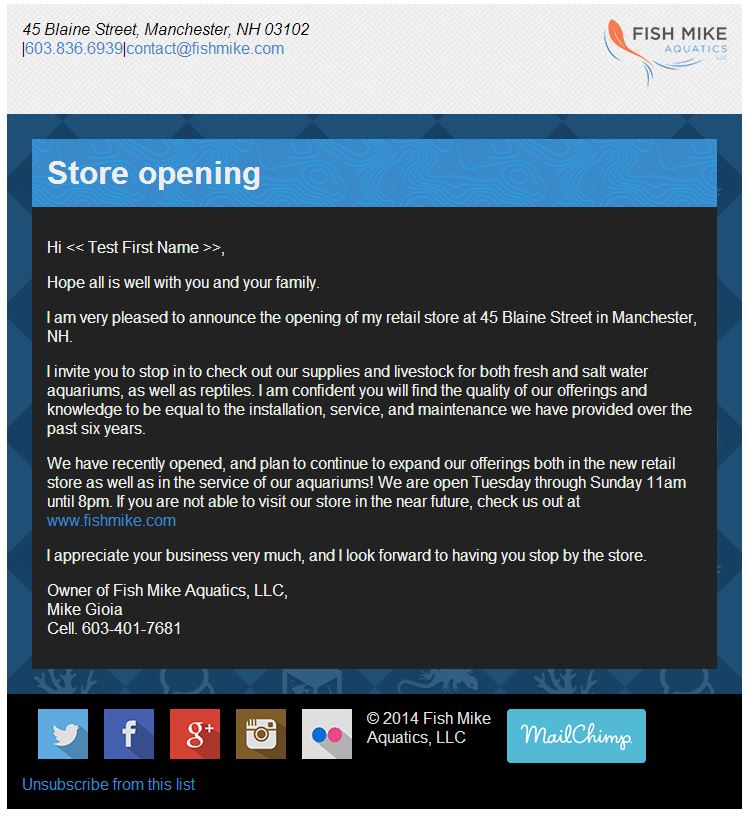 45 Blaine Street, Manchester, NH 03102
|603.836.6939|contact@fishmike.com
FISH MIKE
AQUATICS
LLC
Store opening
Hi << Test First Name >>,
Hope all is well with you and your family.
I am very pleased to announce the opening of my retail store at 45 Blaine Street in Manchester,
NH.
I invite you to stop in to check out our supplies and livestock for both fresh and salt water
aquariums, as well as reptiles. I am confident you will find the quality of our offerings and
knowledge to be equal to the installation, service, and maintenance we have provided over the
past six years.
We have recently opened, and plan to continue to expand our offerings both in the new retail
store as well as in the service of our aquariums! We are open Tuesday through Sunday 11am
until 8pm. If you are not able to visit our store in the near future, check us out at
www.fishmike.com
I appreciate your business very much, and I look forward to having you stop by the store.
Owner of Fish Mike Aquatics, LLC,
Mike Gioia
Cell. 603-401-7681
f
g+
© 2014 Fish Mike
Aquatics, LLC
MailChimp
Unsubscribe from this list